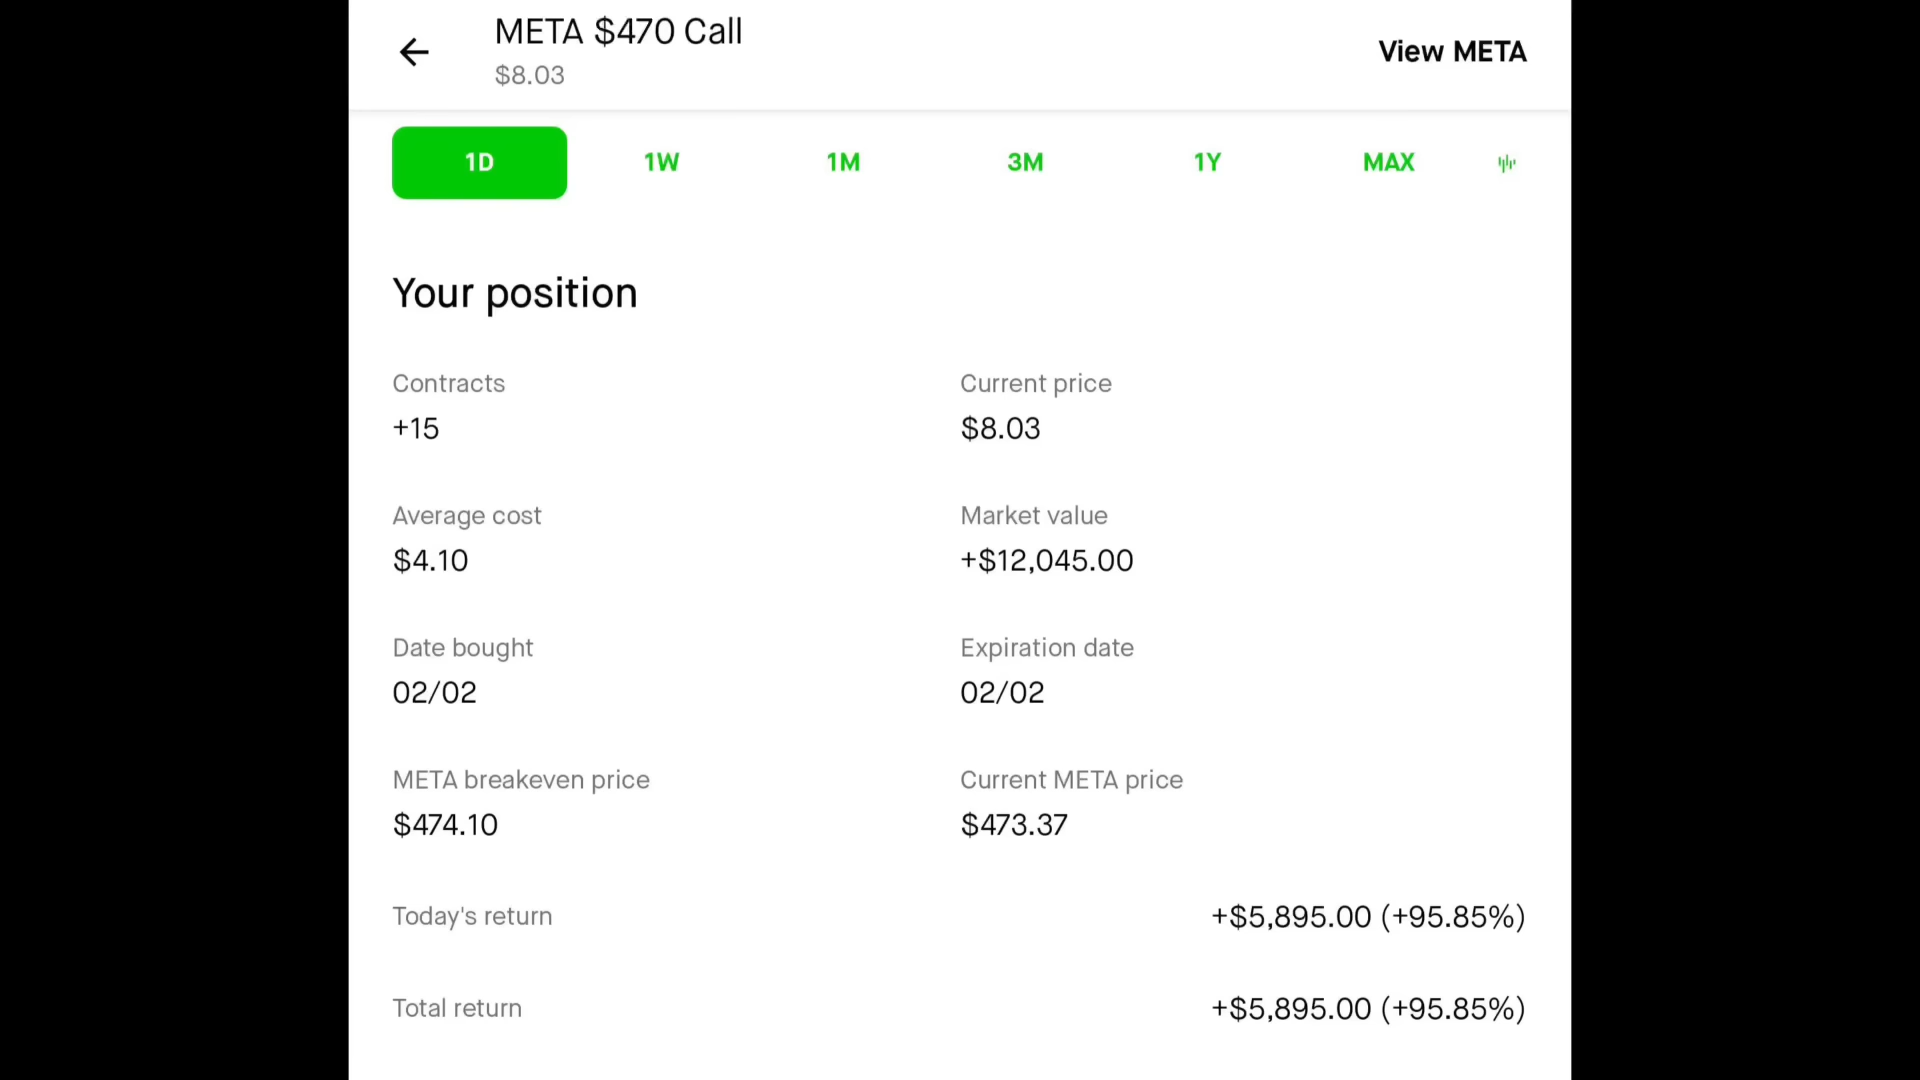 META $470 Call
$8.03
View META
1D 1W 1M 3M 1Y MAX
Your position
Contracts Current price
+15 $8.03
Average cost Market value
$4.10 +$12,045.00
Date bought Expiration date
02/02 02/02
META breakeven price Current META price
$474.10 $473.37
Today's return +$5,895.00 (+95.85%)
Total return +$5,895.00 (+95.85%)